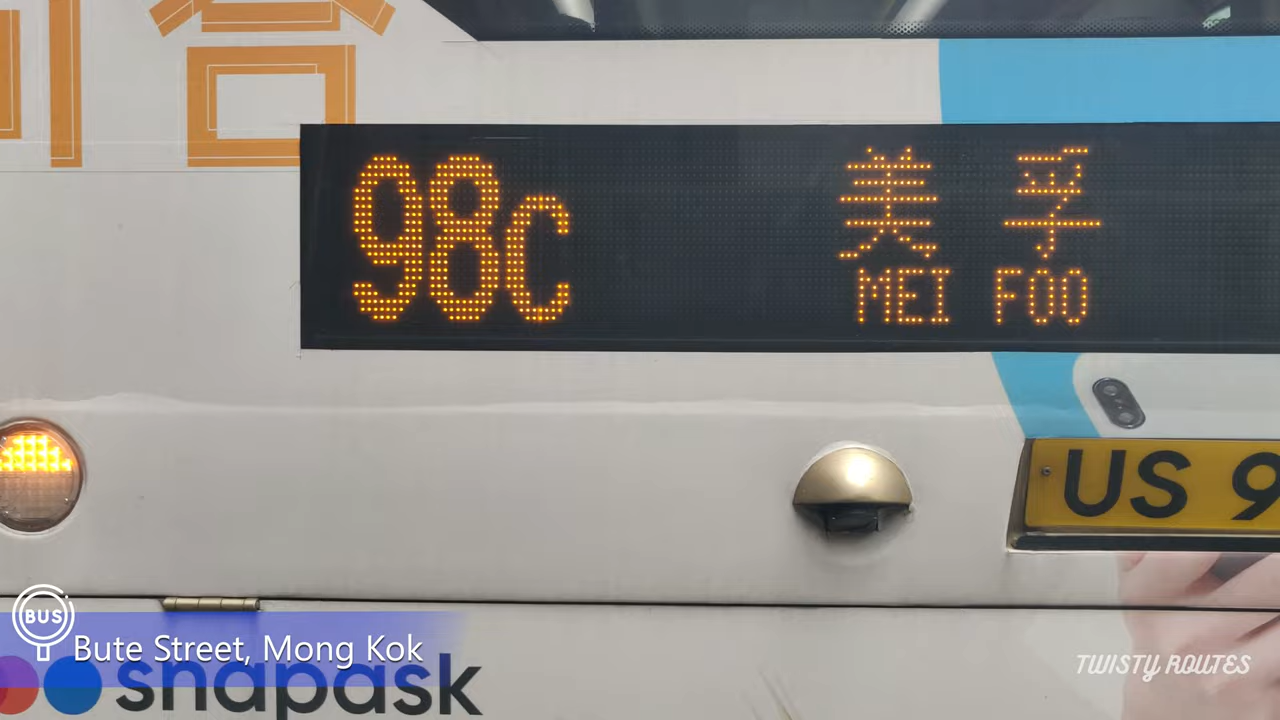 98C
美孚
MEI FOO
US 9
BUS
Bute Street, Mong Kok
snapask
TWISTY ROUTES